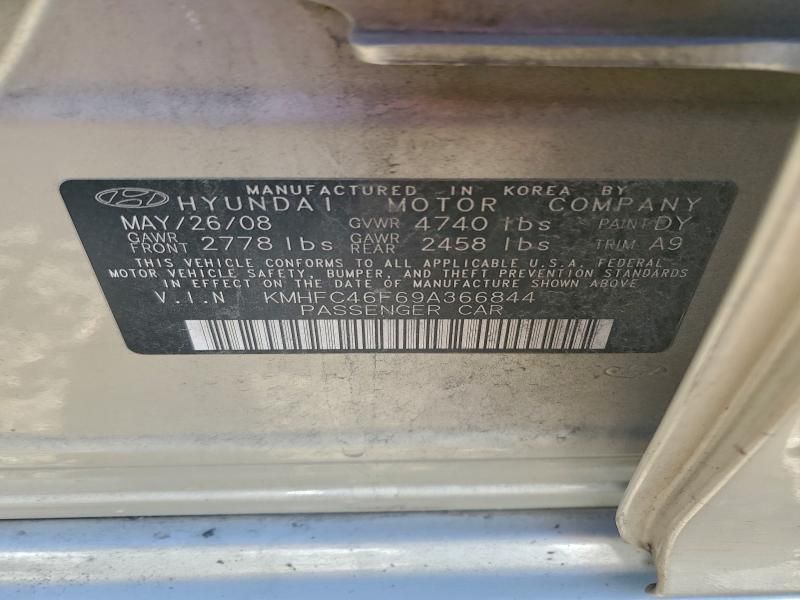 MANUFACTURED IN KOREA BY
HYUNDAI MOTOR COMPANY
MAY/26/08 GVWR 4740 lbs PAINT DY
GAWR FRONT 2778 lbs GAWR REAR 2458 lbs TRIM A9
THIS VEHICLE CONFORMS TO ALL APPLICABLE U.S.A. FEDERAL
MOTOR VEHICLE SAFETY, BUMPER, AND THEFT PREVENTION STANDARDS
IN EFFECT ON THE DATE OF MANUFACTURE SHOWN ABOVE
V.I.N KMHFC46F69A366844
PASSENGER CAR